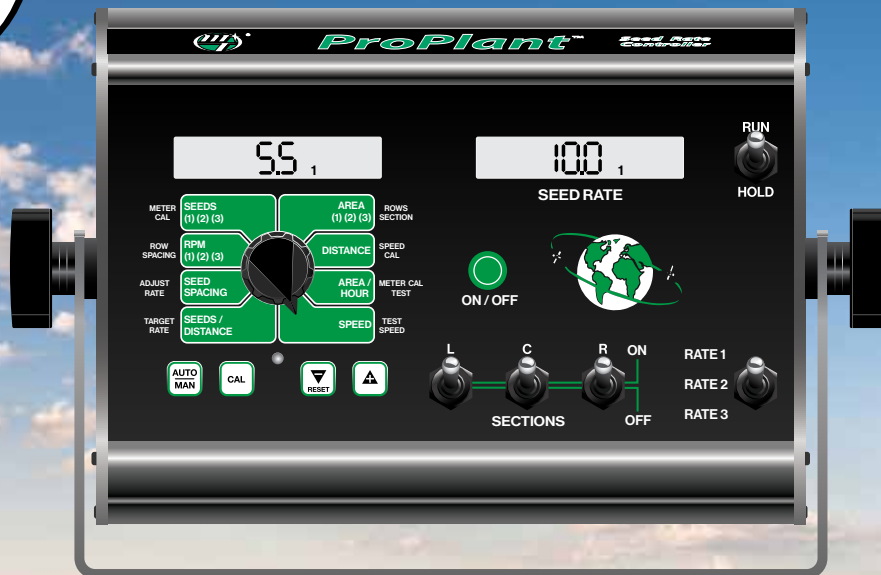 ProPlant™ Seed Rate
Controller
5.5 1
10.0 1
SEED RATE
RUN
HOLD
METER
CAL
SEEDS
(1) (2) (3)
AREA
(1) (2) (3)
ROWS
SECTION
ROW
SPACING
RPM
(1) (2) (3)
DISTANCE
SPEED
CAL
ADJUST
RATE
SEED
SPACING
AREA /
HOUR
METER CAL
TEST
TARGET
RATE
SEEDS /
DISTANCE
SPEED
TEST
SPEED
ON / OFF
AUTO
MAN
CAL
RESET
L C R ON
OFF
SECTIONS
RATE 1
RATE 2
RATE 3